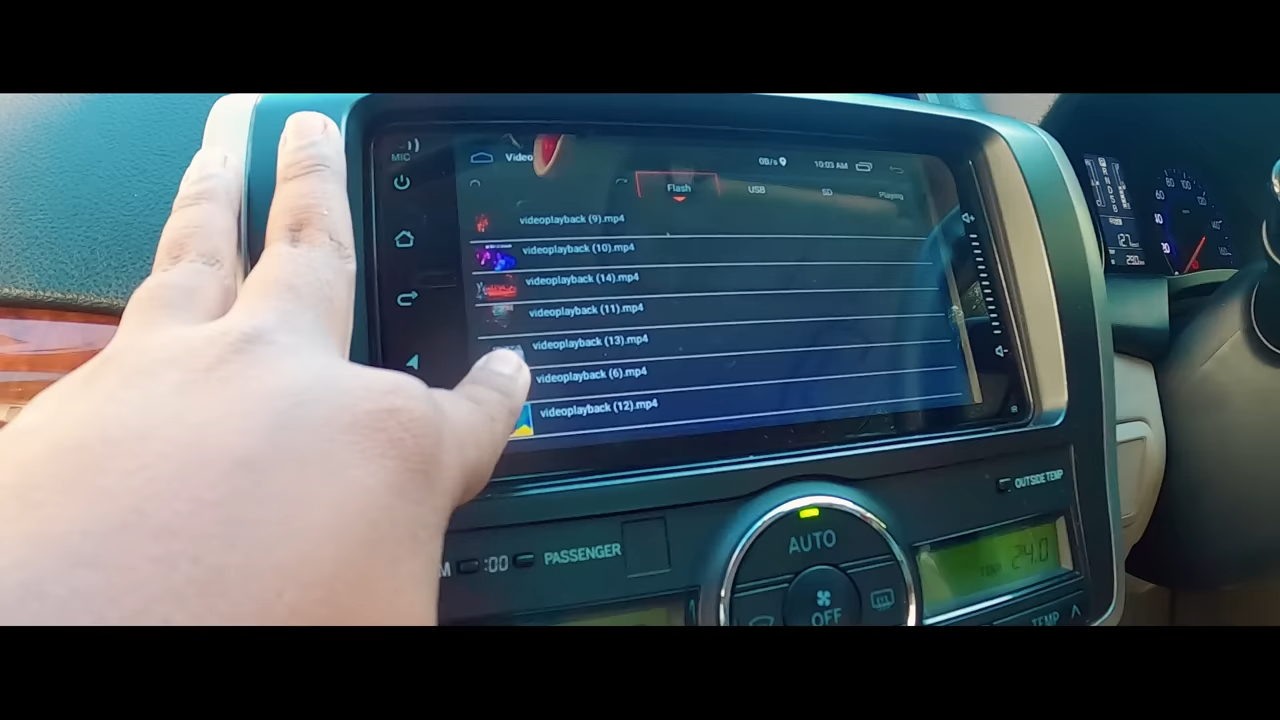 MIC
Video
0B/s
10:03 AM
Flash
USB
SD
Playing
videoplayback (9).mp4
videoplayback (10).mp4
videoplayback (14).mp4
videoplayback (11).mp4
videoplayback (13).mp4
videoplayback (6).mp4
videoplayback (12).mp4
OUTSIDE TEMP
M
:00
PASSENGER
AUTO
24.0
OFF
TEMP